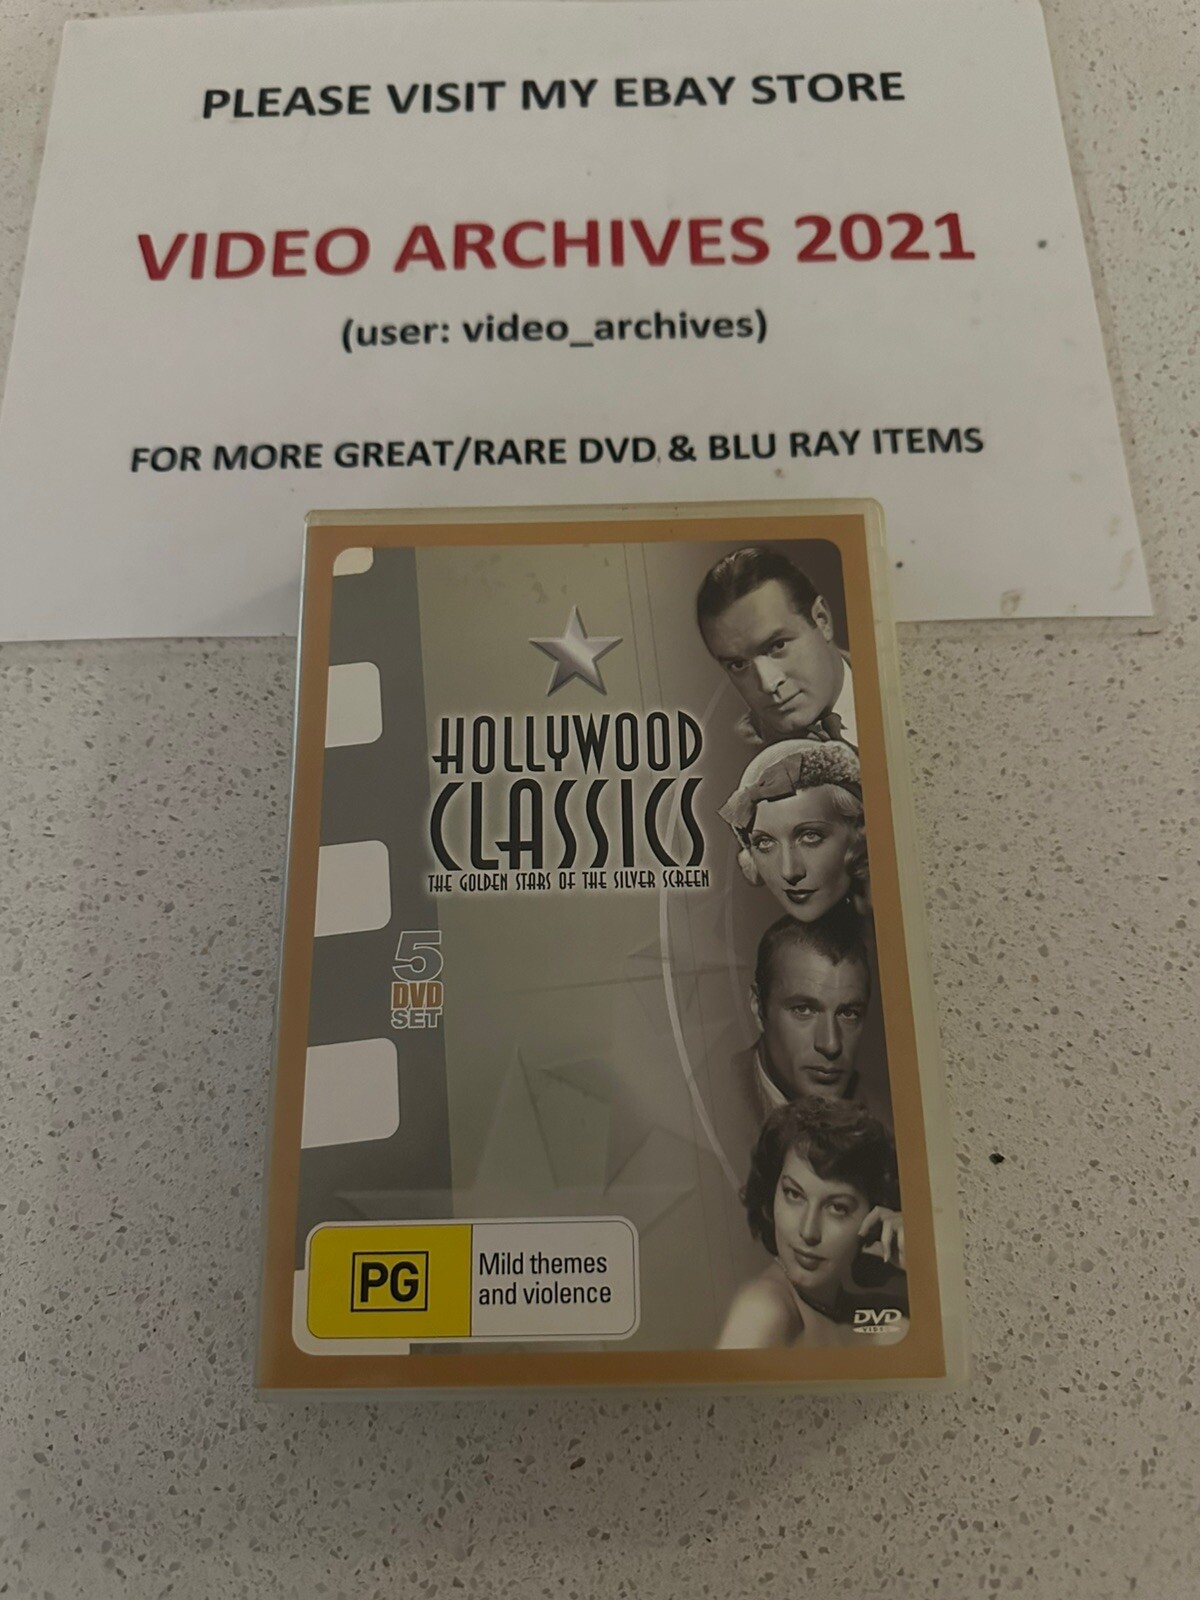 PLEASE VISIT MY EBAY STORE
VIDEO ARCHIVES 2021
(user: video_archives)
FOR MORE GREAT/RARE DVD & BLU RAY ITEMS
HOLLYWOOD
CLASSICS
THE GOLDEN STARS OF THE SILVER SCREEN
5
DVD
SET
PG
Mild themes
and violence
DVD
VIDEO